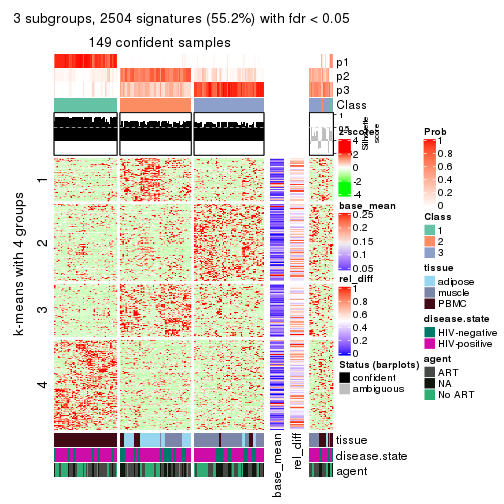 3 subgroups, 2504 signatures (55.2%) with fdr < 0.05
149 confident samples
p1
p2
p3
Class
1
0.5
0
Silhouette
score
k-means with 4 groups
1
2
3
4
z-score
4
2
0
-2
-4
base_mean
0.25
0.2
0.15
0.1
0.05
rel_diff
1
0.8
0.6
0.4
0.2
0
Status (barplots)
confident
ambiguous
Prob
1
0.8
0.6
0.4
0.2
0
Class
1
2
3
tissue
adipose
muscle
PBMC
disease.state
HIV-negative
HIV-positive
agent
ART
NA
No ART
tissue
disease.state
agent
base_mean
rel_diff